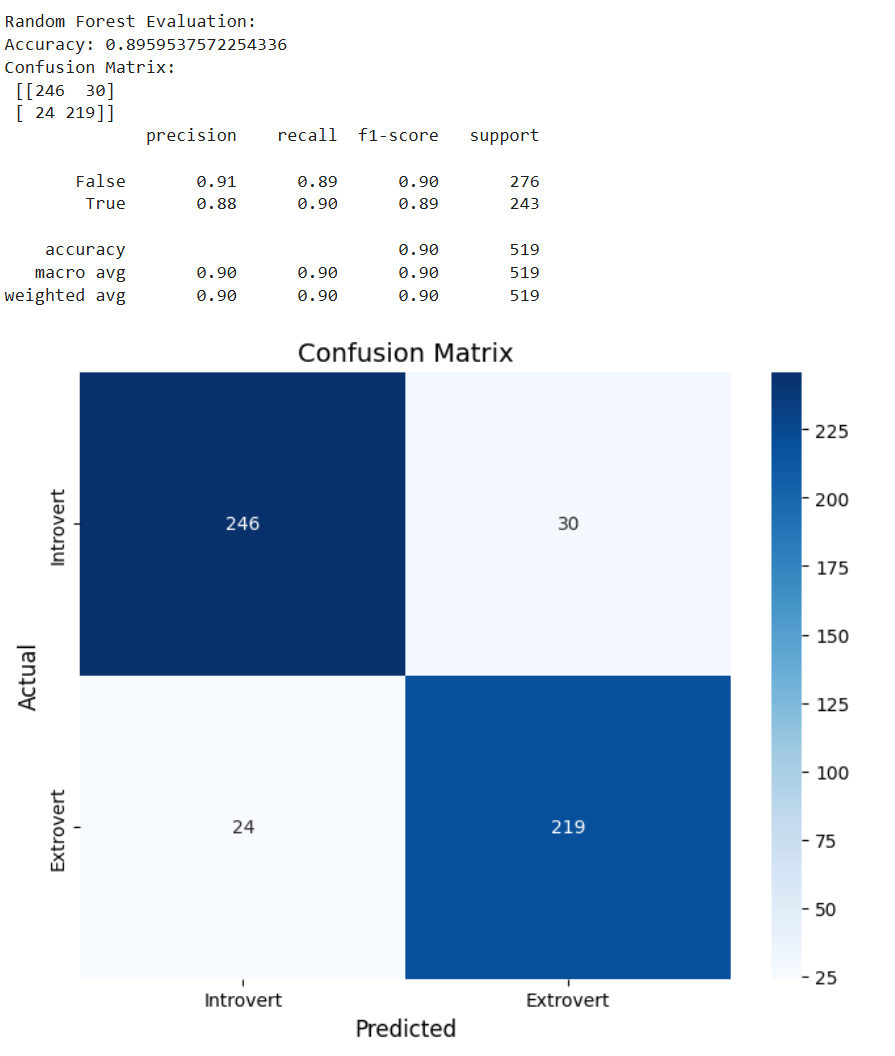 Random Forest Evaluation:
Accuracy: 0.8959537572254336
Confusion Matrix:
[[246  30]
[ 24 219]]
precision    recall  f1-score   support
False       0.91      0.89      0.90       276
True       0.88      0.90      0.89       243
accuracy                           0.90       519
macro avg       0.90      0.90      0.90       519
weighted avg       0.90      0.90      0.90       519
Confusion Matrix
Actual
Introvert
246
30
Extrovert
24
219
Introvert
Extrovert
Predicted
225
200
175
150
125
100
75
50
25